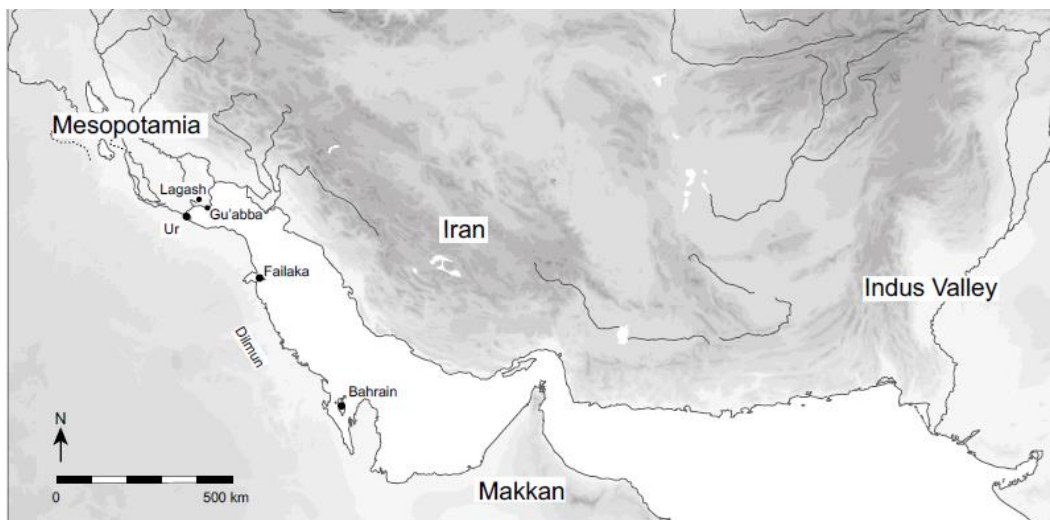 Mesopotamia
Lagash
Gu'abba
Ur
Iran
Failaka
Indus Valley
Dilmun
Bahrain
N
0 500 km
Makkan